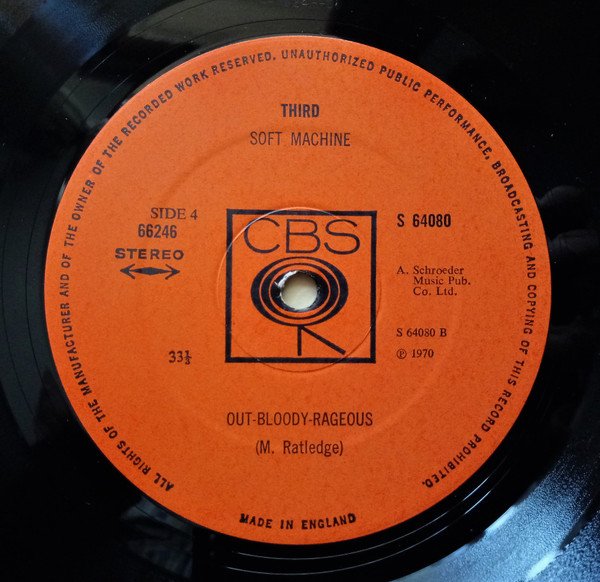 ALL RIGHTS OF THE MANUFACTURER AND OF THE OWNER OF THE RECORDED WORK RESERVED. UNAUTHORIZED PUBLIC PERFORMANCE, BROADCASTING AND COPYING OF THIS RECORD PROHIBITED.
THIRD
SOFT MACHINE
SIDE 4
66246
STEREO
CBS
S 64080
A. Schroeder
Music Pub.
Co. Ltd.
33⅓
S 64080 B
℗ 1970
OUT-BLOODY-RAGEOUS
(M. Ratledge)
MADE IN ENGLAND